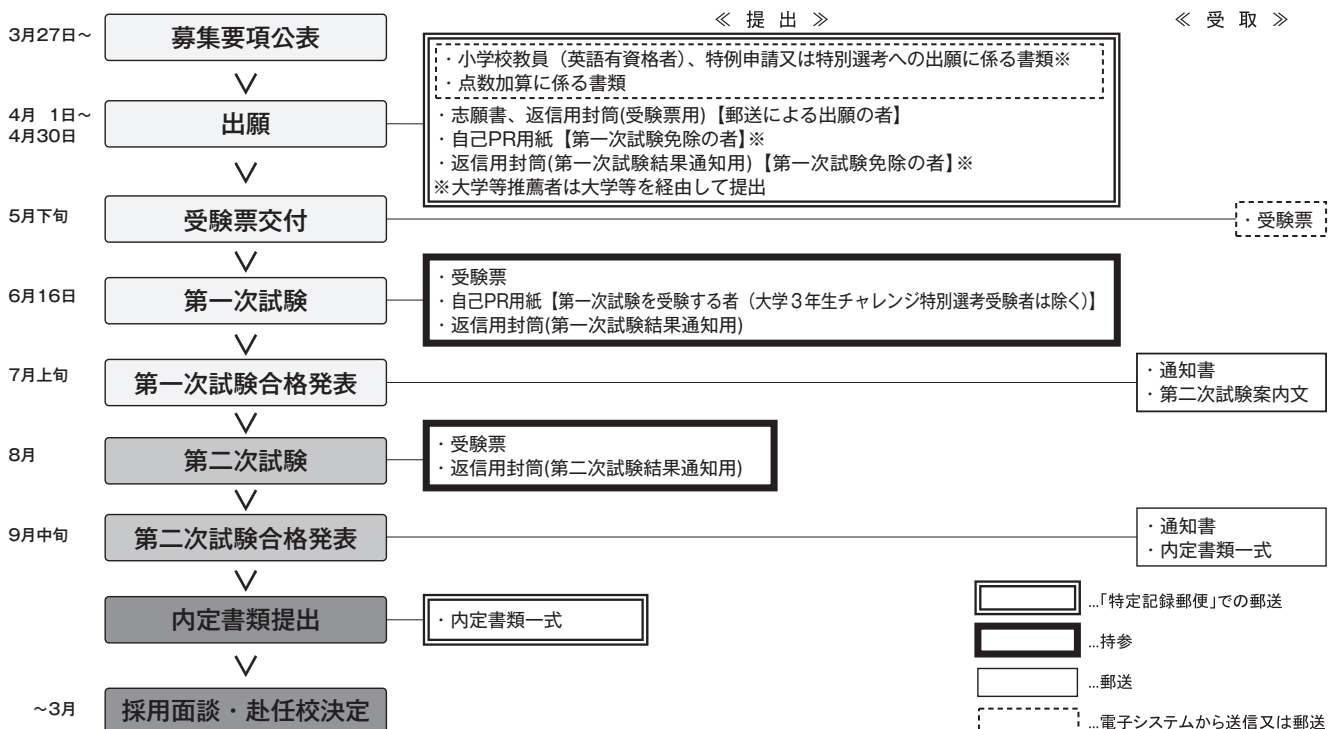 ≪ 提 出 ≫
≪ 受 取 ≫
3月27日～
募集要項公表
・小学校教員（英語有資格者）、特例申請又は特別選考への出願に係る書類※
・点数加算に係る書類
4月 1日～
4月30日
出願
・志願書、返信用封筒(受験票用)【郵送による出願の者】
・自己PR用紙【第一次試験免除の者】※
・返信用封筒(第一次試験結果通知用)【第一次試験免除の者】※
※大学等推薦者は大学等を経由して提出
5月下旬
受験票交付
・受験票
6月16日
第一次試験
・受験票
・自己PR用紙【第一次試験を受験する者（大学３年生チャレンジ特別選考受験者は除く）】
・返信用封筒(第一次試験結果通知用)
7月上旬
第一次試験合格発表
・通知書
・第二次試験案内文
8月
第二次試験
・受験票
・返信用封筒(第二次試験結果通知用)
9月中旬
第二次試験合格発表
・通知書
・内定書類一式
内定書類提出
・内定書類一式
～3月
採用面談・赴任校決定
…「特定記録郵便」での郵送
…持参
…郵送
…電子システムから送信又は郵送